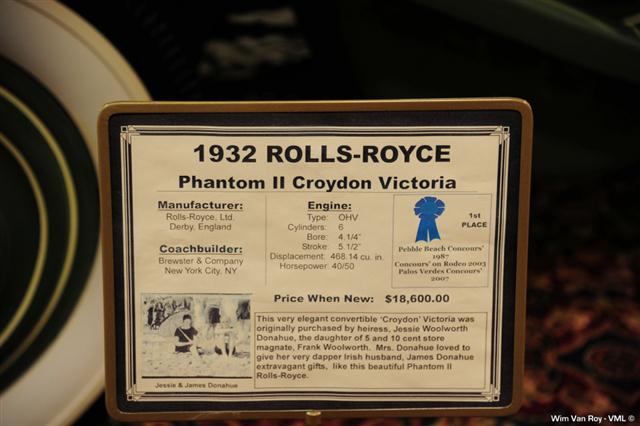 1932 ROLLS-ROYCE
Phantom II Croydon Victoria
Manufacturer:
Rolls-Royce, Ltd.
Derby, England
Coachbuilder:
Brewster & Company
New York City, NY
Engine:
Type: OHV
Cylinders: 6
Bore: 4.1/4"
Stroke: 5.1/2"
Displacement: 468.14 cu. in.
Horsepower: 40/50
1ST
PLACE
Pebble Beach Concours'
1987
Concours' on Rodeo 2003
Palos Verdes Concours'
2007
Price When New: $18,600.00
Jessie & James Donahue
This very elegant convertible 'Croydon' Victoria was
originally purchased by heiress, Jessie Woolworth
Donahue, the daughter of 5 and 10 cent store
magnate, Frank Woolworth. Mrs. Donahue loved to
give her very dapper Irish husband, James Donahue
extravagant gifts, like this beautiful Phantom II
Rolls-Royce.
Wim Van Roy - VML ©